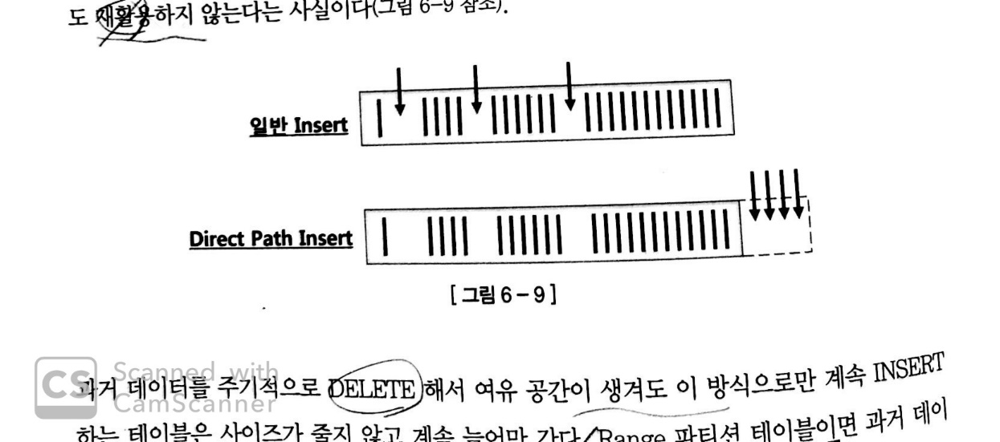 도 재활용하지 않는다는 사실이다(그림 6-9 참조).
일반 Insert
Direct Path Insert
[ 그림 6 - 9 ]
과거 데이터를 주기적으로 DELETE 해서 여유 공간이 생겨도 이 방식으로만 계속 INSERT
하는 테이블은 사이즈가 줄지 않고 계속 늘어만 간다. Range 파티션 테이블이면 과거 데이
CS Scanned with
CamScanner